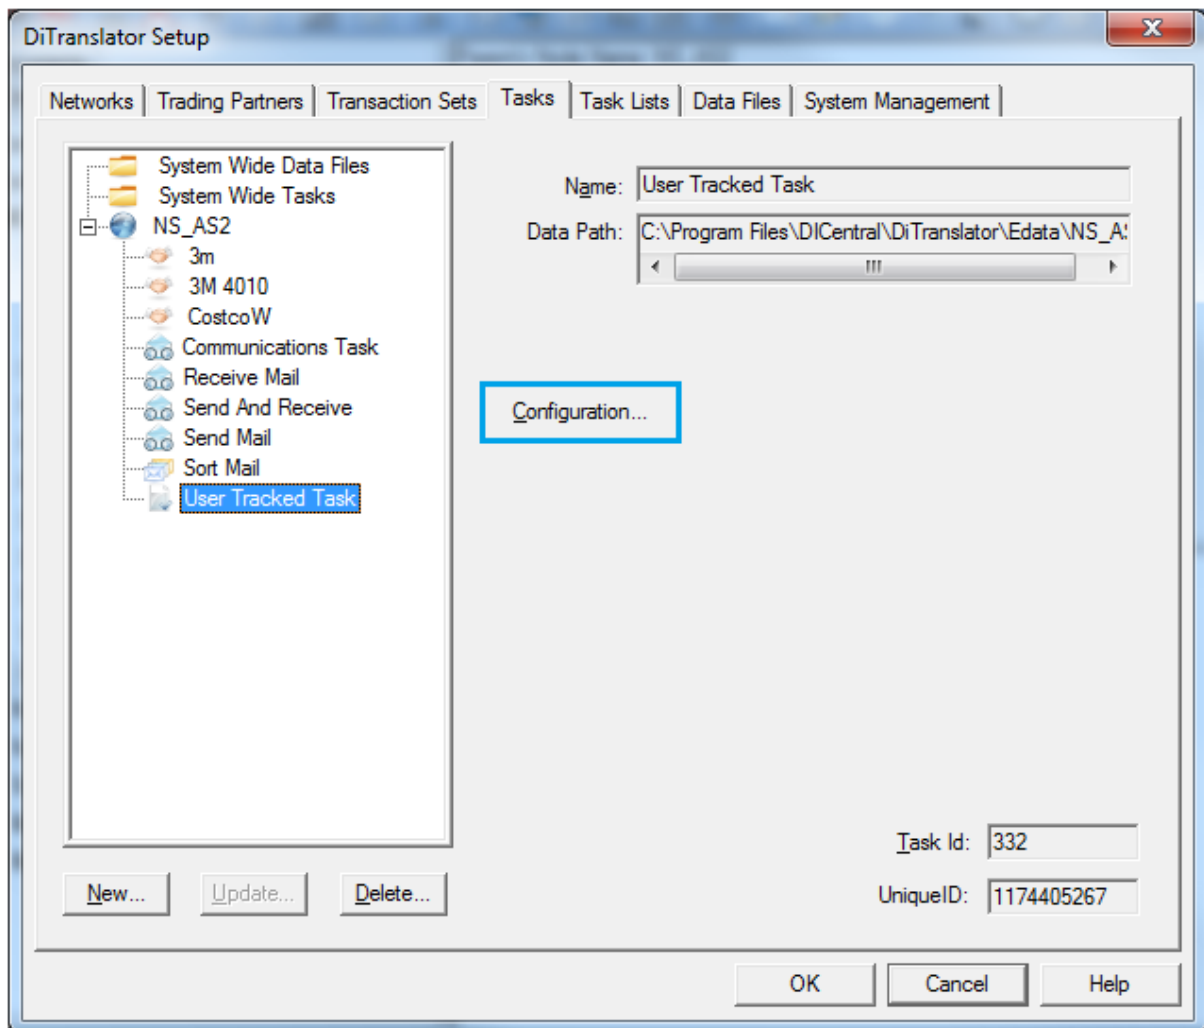 DiTranslator Setup
X
Networks Trading Partners Transaction Sets Tasks Task Lists Data Files System Management
System Wide Data Files
System Wide Tasks
NS_AS2
3m
3M 4010
CostcoW
Communications Task
Receive Mail
Send And Receive
Send Mail
Sort Mail
User Tracked Task
Name: User Tracked Task
Data Path: C:\Program Files\DICentral\DiTranslator\Edata\NS_A
Configuration...
Task Id: 332
UniqueID: 1174405267
New... Update... Delete...
OK Cancel Help